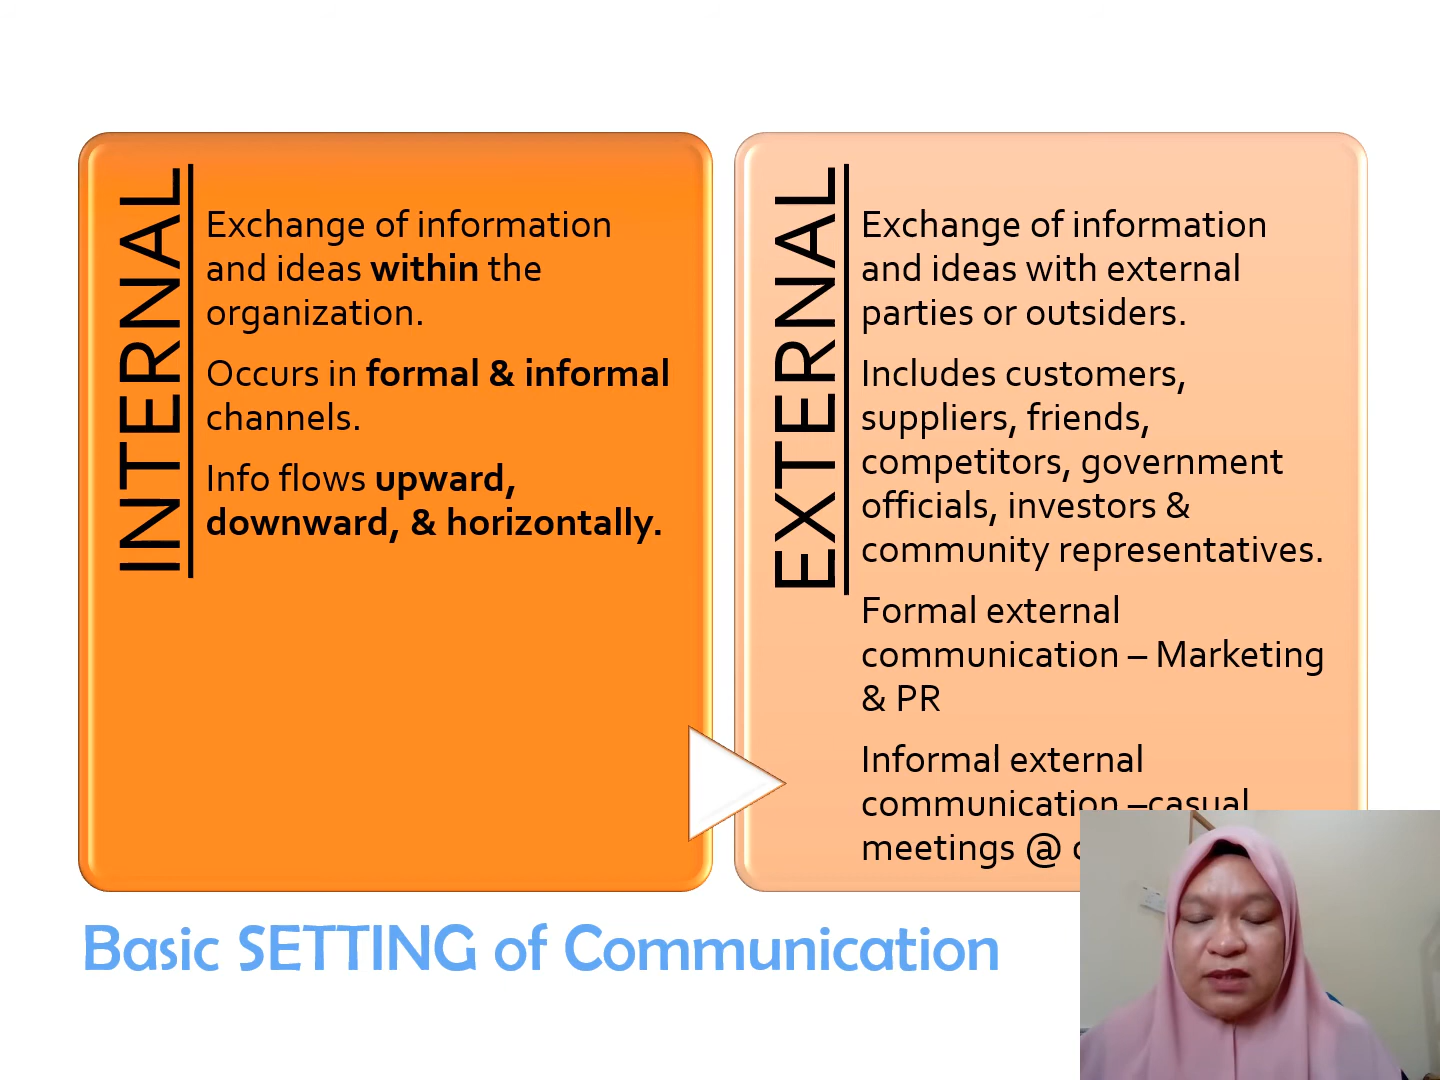 INTERNAL
Exchange of information
and ideas within the
organization.
Occurs in formal & informal
channels.
Info flows upward,
downward, & horizontally.
EXTERNAL
Exchange of information
and ideas with external
parties or outsiders.
Includes customers,
suppliers, friends,
competitors, government
officials, investors &
community representatives.
Formal external
communication – Marketing
& PR
Informal external
communication –casual
meetings @
Basic SETTING of Communication